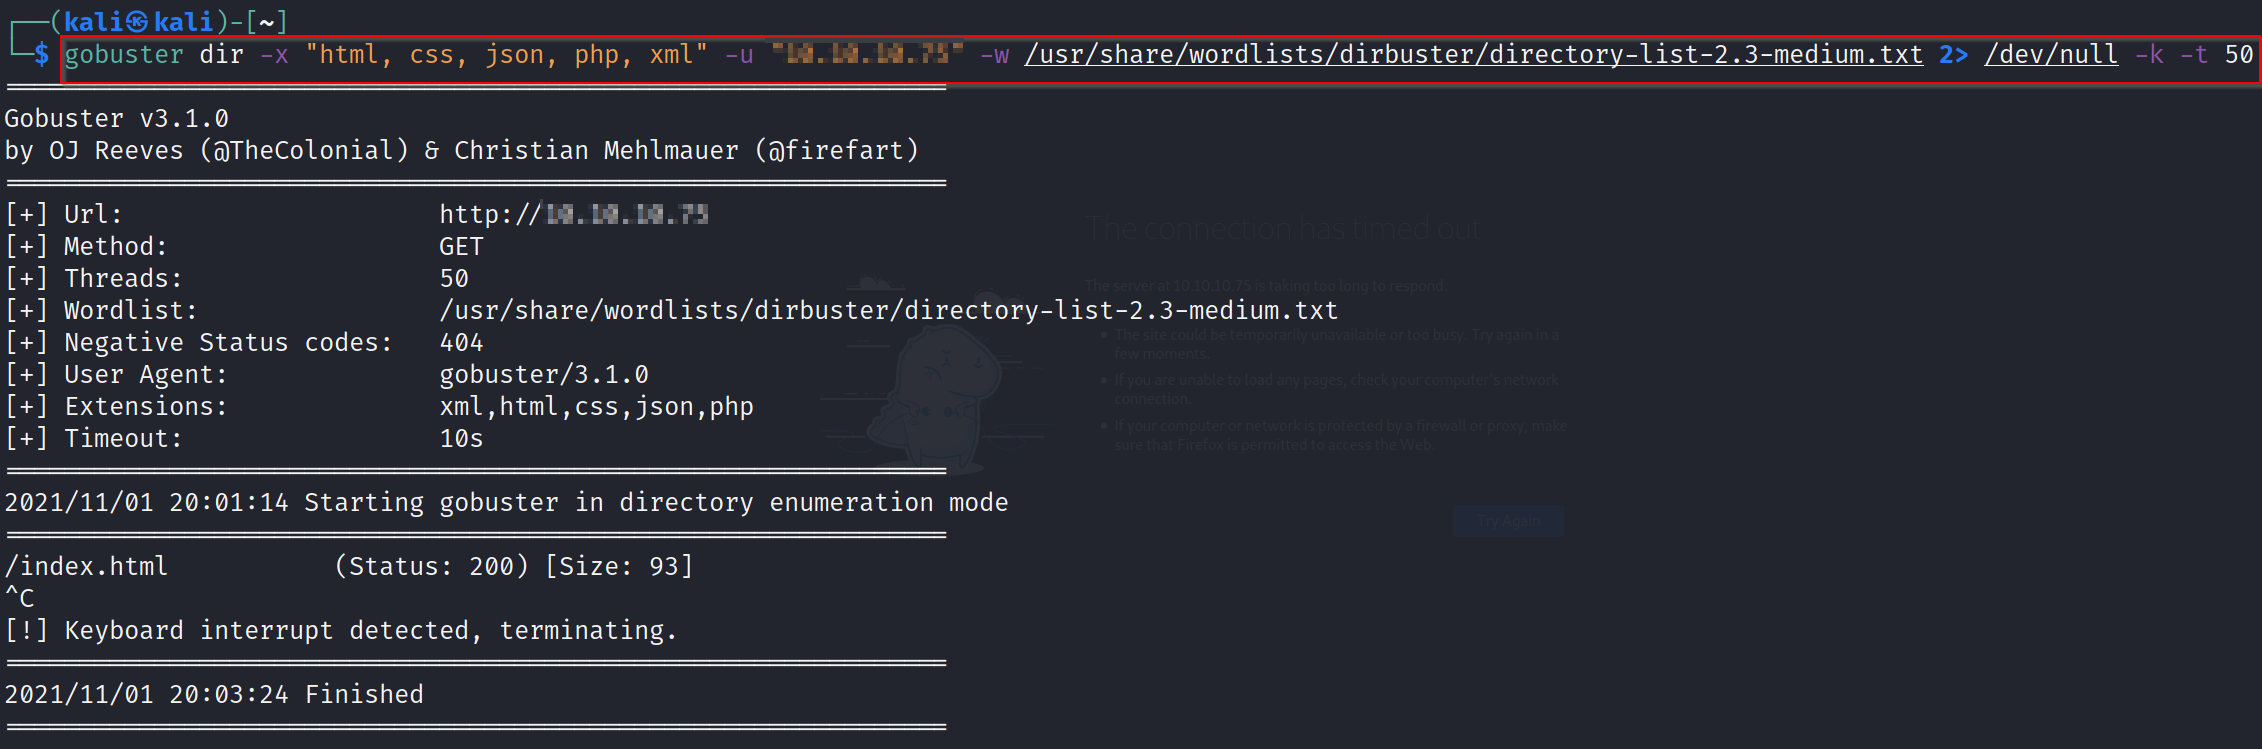 (kali㉿kali)-[~]
$ gobuster dir -x "html, css, json, php, xml" -u "10.10.10.75" -w /usr/share/wordlists/dirbuster/directory-list-2.3-medium.txt 2> /dev/null -k -t 50
Gobuster v3.1.0
by OJ Reeves (@TheColonial) & Christian Mehlmauer (@firefart)
[+] Url: http://10.10.10.75
[+] Method: GET
[+] Threads: 50
[+] Wordlist: /usr/share/wordlists/dirbuster/directory-list-2.3-medium.txt
[+] Negative Status codes: 404
[+] User Agent: gobuster/3.1.0
[+] Extensions: xml,html,css,json,php
[+] Timeout: 10s
2021/11/01 20:01:14 Starting gobuster in directory enumeration mode
/index.html (Status: 200) [Size: 93]
^C
[!] Keyboard interrupt detected, terminating.
2021/11/01 20:03:24 Finished
The connection has timed out
The server at 10.10.10.75 is taking too long to respond.
The site could be temporarily unavailable or too busy. Try again in a
few moments.
If you are unable to load any pages, check your computer's network
connection.
If your computer or network is protected by a firewall or proxy, make
sure that Firefox is permitted to access the Web.
Try Again